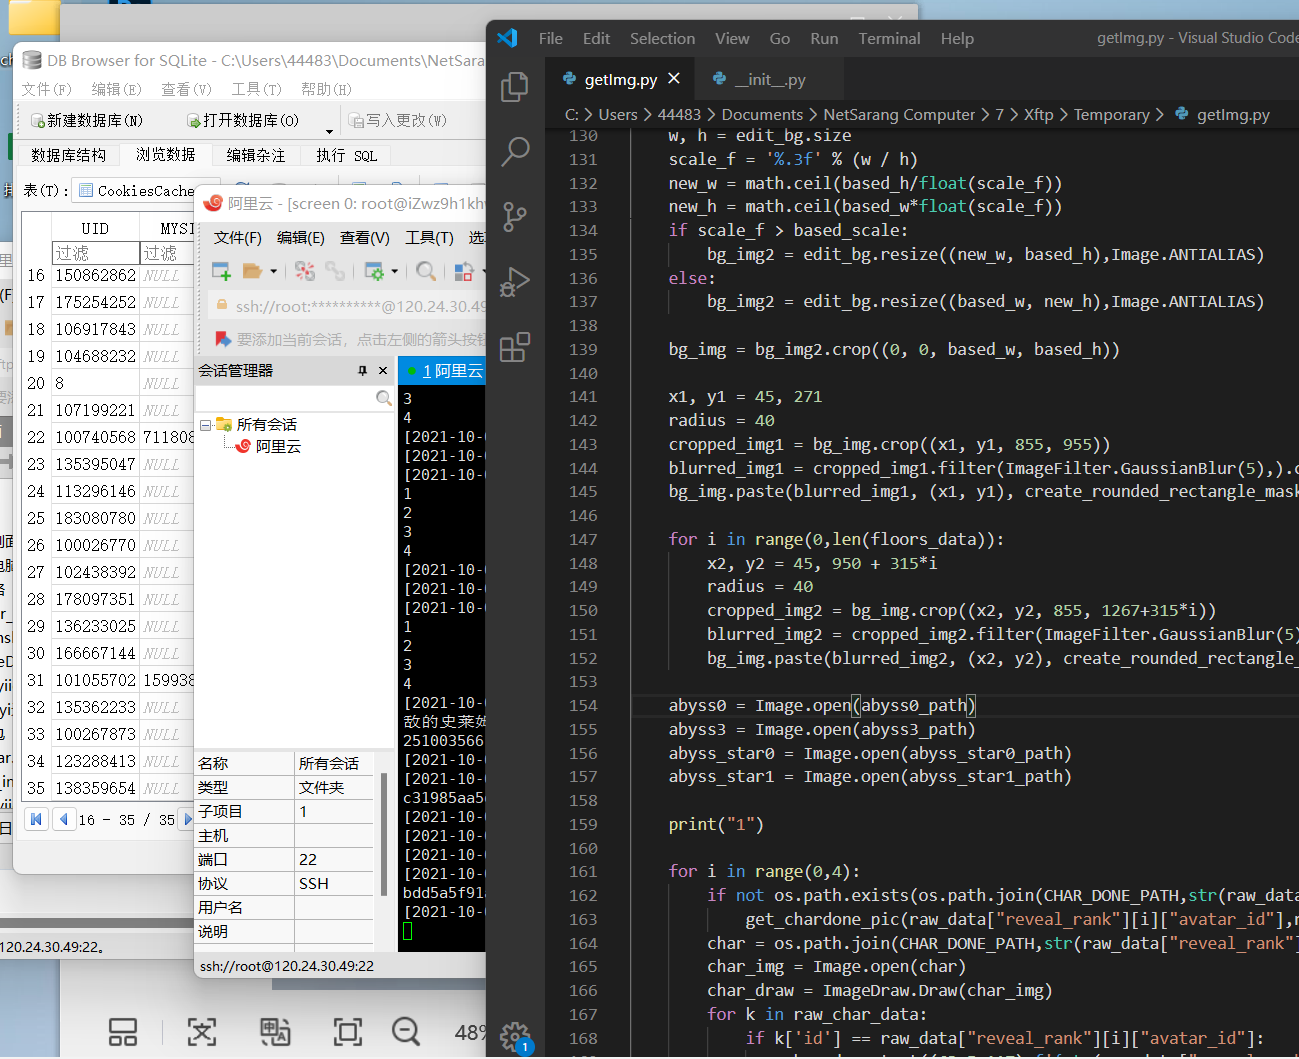 DB Browser for SQLite - C:\Users\44483\Documents\NetSara
文件(F) 编辑(E) 查看(V) 工具(T) 帮助(H)
新建数据库(N) 打开数据库(O) 写入更改(W)
数据库结构 浏览数据 编辑杂注 执行 SQL
表(T): CookiesCache
UID MYSI
过滤 过滤
16 150862862 NULL
17 175254252 NULL
18 106917843 NULL
19 104688232 NULL
20 8 NULL
21 107199221 NULL
22 100740568 711808
23 135395047 NULL
24 113296146 NULL
25 183080780 NULL
26 100026770 NULL
27 102438392 NULL
28 178097351 NULL
29 136233025 NULL
30 166667144 NULL
31 101055702 159938
32 135362233 NULL
33 100267873 NULL
34 123288413 NULL
35 138359654 NULL
16 - 35 / 35
120.24.30.49:22。
阿里云 - [screen 0: root@iZwz9h1kh
文件(F) 编辑(E) 查看(V) 工具(T)
ssh://root:**********@120.24.30.49
要添加当前会话，点击左侧的箭头按钮
会话管理器
1 阿里云
所有会话
阿里云
3
4
[2021-10-
[2021-10-
[2021-10-
1
2
3
4
[2021-10-
[2021-10-
[2021-10-
1
2
3
4
[2021-10-
敌的史莱姆
251003566
[2021-10-
[2021-10-
c31985aa5
[2021-10-
[2021-10-
[2021-10-
[2021-10-
bdd5a5f91
[2021-10-
名称 所有会话
类型 文件夹
子项目 1
主机
端口 22
协议 SSH
用户名
说明
ssh://root@120.24.30.49:22
48%
File Edit Selection View Go Run Terminal Help getImg.py - Visual Studio Code
getImg.py __init__.py
C: > Users > 44483 > Documents > NetSarang Computer > 7 > Xftp > Temporary > getImg.py
130 w, h = edit_bg.size
131 scale_f = '%.3f' % (w / h)
132 new_w = math.ceil(based_h/float(scale_f))
133 new_h = math.ceil(based_w*float(scale_f))
134 if scale_f > based_scale:
135 bg_img2 = edit_bg.resize((new_w, based_h),Image.ANTIALIAS)
136 else:
137 bg_img2 = edit_bg.resize((based_w, new_h),Image.ANTIALIAS)
138
139 bg_img = bg_img2.crop((0, 0, based_w, based_h))
140
141 x1, y1 = 45, 271
142 radius = 40
143 cropped_img1 = bg_img.crop((x1, y1, 855, 955))
144 blurred_img1 = cropped_img1.filter(ImageFilter.GaussianBlur(5),).c
145 bg_img.paste(blurred_img1, (x1, y1), create_rounded_rectangle_mask
146
147 for i in range(0,len(floors_data)):
148 x2, y2 = 45, 950 + 315*i
149 radius = 40
150 cropped_img2 = bg_img.crop((x2, y2, 855, 1267+315*i))
151 blurred_img2 = cropped_img2.filter(ImageFilter.GaussianBlur(5)
152 bg_img.paste(blurred_img2, (x2, y2), create_rounded_rectangle_
153
154 abyss0 = Image.open(abyss0_path)
155 abyss3 = Image.open(abyss3_path)
156 abyss_star0 = Image.open(abyss_star0_path)
157 abyss_star1 = Image.open(abyss_star1_path)
158
159 print("1")
160
161 for i in range(0,4):
162 if not os.path.exists(os.path.join(CHAR_DONE_PATH,str(raw_data
163 get_chardone_pic(raw_data["reveal_rank"][i]["avatar_id"],r
164 char = os.path.join(CHAR_DONE_PATH,str(raw_data["reveal_rank"]
165 char_img = Image.open(char)
166 char_draw = ImageDraw.Draw(char_img)
167 for k in raw_char_data:
168 if k['id'] == raw_data["reveal_rank"][i]["avatar_id"]:
1